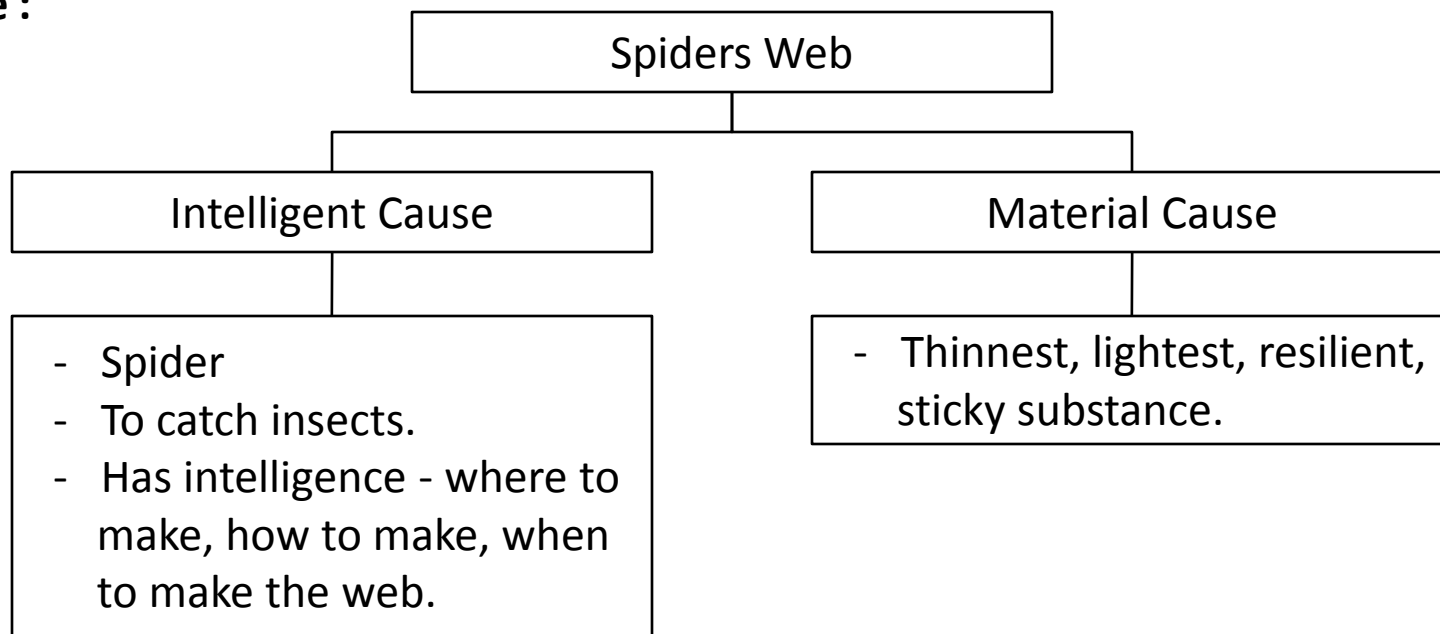 e:
Spiders Web
Intelligent Cause
Material Cause
- Spider
- To catch insects.
- Has intelligence - where to
make, how to make, when
to make the web.
- Thinnest, lightest, resilient,
sticky substance.